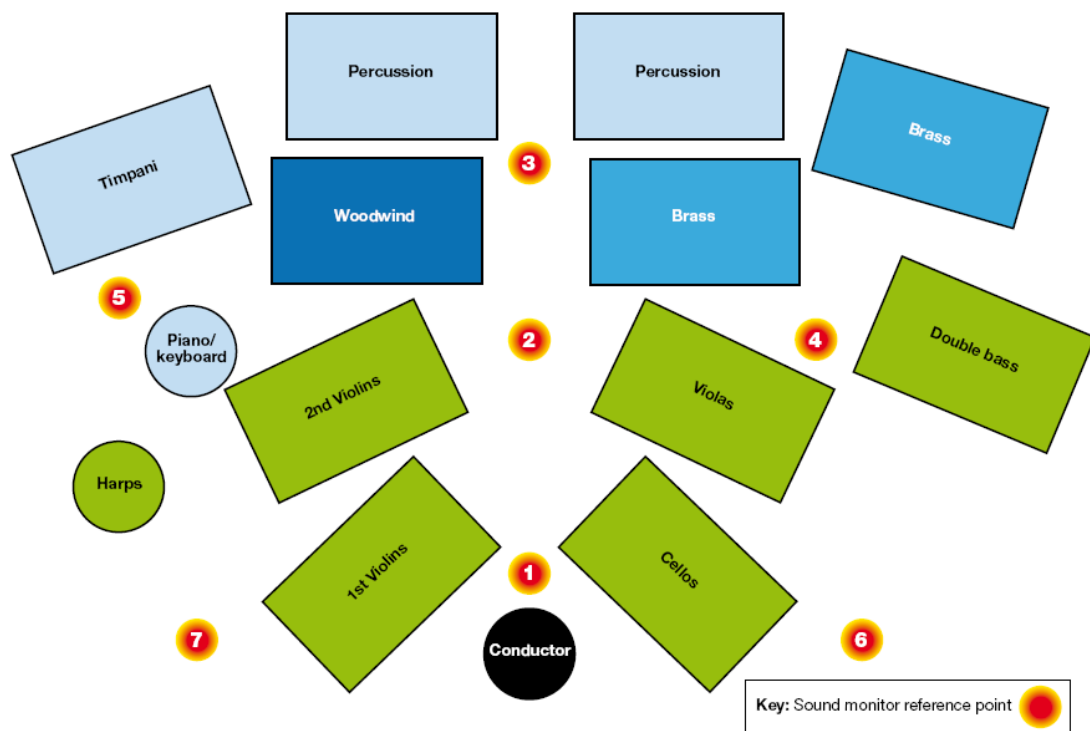 Percussion
Percussion
Brass
Timpani
3
Woodwind
Brass
5
Piano/
keyboard
2
4
Double bass
2nd Violins
Violas
Harps
1st Violins
1
Cellos
7
Conductor
6
Key: Sound monitor reference point